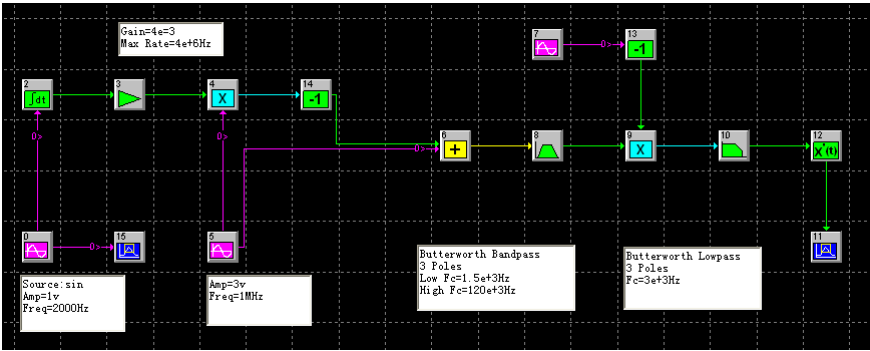 Gain=4e=3
Max Rate=4e+6Hz
7
0>
13
-1
2
∫dt
3
4
X
14
-1
0>
0>
6
+
0>
8
9
X
10
12
X'(t)
0
0>
15
5
11
Source:sin
Amp=1v
Freq=2000Hz
Amp=3v
Freq=1MHz
Butterworth Bandpass
3 Poles
Low Fc=1.5e+3Hz
High Fc=120e+3Hz
Butterworth Lowpass
3 Poles
Fc=3e+3Hz